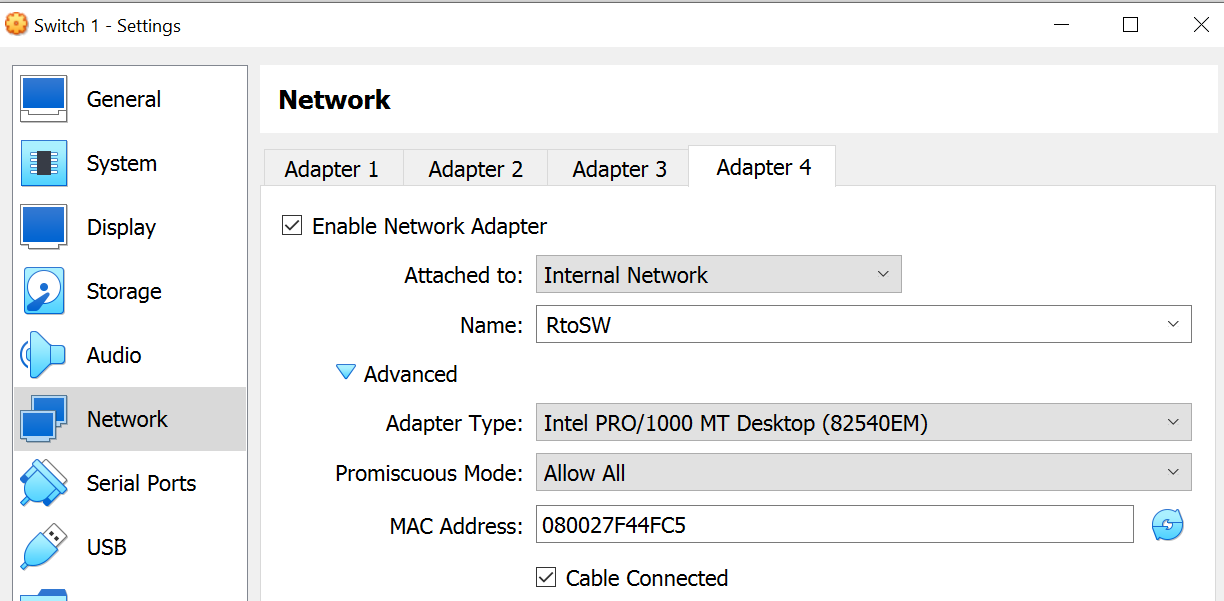 Switch 1 - Settings
General
System
Display
Storage
Audio
Network
Serial Ports
USB
Network
Adapter 1 Adapter 2 Adapter 3 Adapter 4
Enable Network Adapter
Attached to: Internal Network
Name: RtoSW
Advanced
Adapter Type: Intel PRO/1000 MT Desktop (82540EM)
Promiscuous Mode: Allow All
MAC Address: 080027F44FC5
Cable Connected